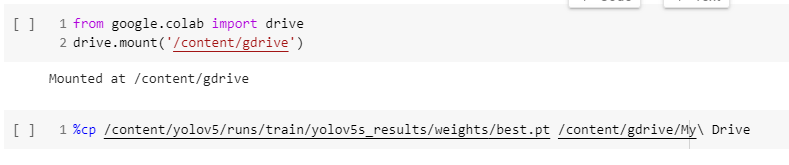 [ ] 1 from google.colab import drive
2 drive.mount('/content/gdrive')
Mounted at /content/gdrive
[ ] 1 %cp /content/yolov5/runs/train/yolov5s_results/weights/best.pt /content/gdrive/My\ Drive